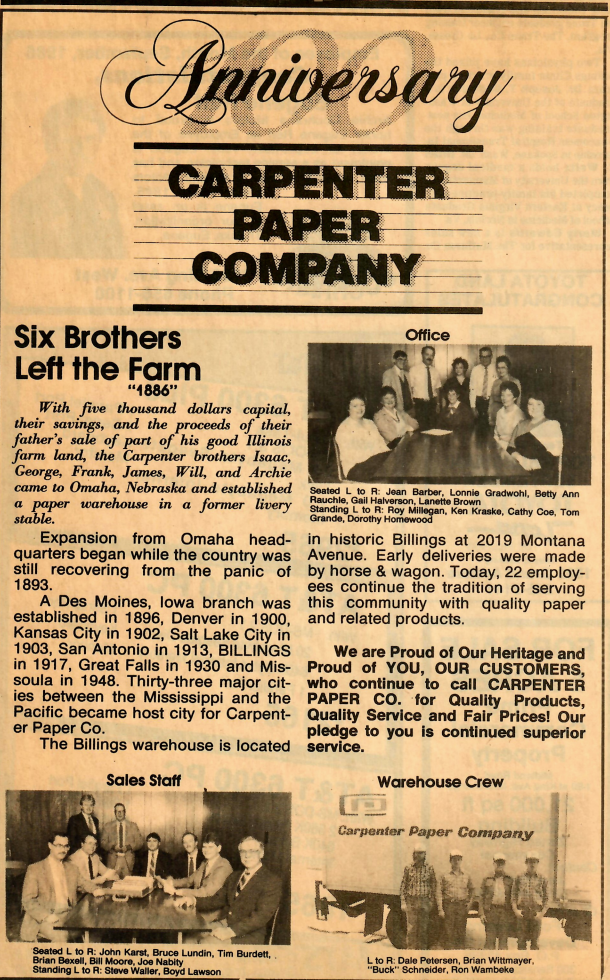 100
Anniversary
CARPENTER
PAPER
COMPANY
Six Brothers
Left the Farm
"1886"
With five thousand dollars capital,
their savings, and the proceeds of their
father's sale of part of his good Illinois
farm land, the Carpenter brothers Isaac,
George, Frank, James, Will, and Archie
came to Omaha, Nebraska and established
a paper warehouse in a former livery
stable.
Expansion from Omaha head-
quarters began while the country was
still recovering from the panic of
1893.
A Des Moines, Iowa branch was
established in 1896, Denver in 1900,
Kansas City in 1902, Salt Lake City in
1903, San Antonio in 1913, BILLINGS
in 1917, Great Falls in 1930 and Mis-
soula in 1948. Thirty-three major cit-
ies between the Mississippi and the
Pacific became host city for Carpent-
er Paper Co.
The Billings warehouse is located
Office
Seated L to R: Jean Barber, Lonnie Gradwohl, Betty Ann
Rauchle, Gail Halverson, Lanette Brown
Standing L to R: Roy Millegan, Ken Kraske, Cathy Coe, Tom
Grande, Dorothy Homewood
in historic Billings at 2019 Montana
Avenue. Early deliveries were made
by horse & wagon. Today, 22 employ-
ees continue the tradition of serving
this community with quality paper
and related products.
We are Proud of Our Heritage and
Proud of YOU, OUR CUSTOMERS,
who continue to call CARPENTER
PAPER CO. for Quality Products,
Quality Service and Fair Prices! Our
pledge to you is continued superior
service.
Sales Staff
Seated L to R: John Karst, Bruce Lundin, Tim Burdett,
Brian Bexell, Bill Moore, Joe Nabity
Standing L to R: Steve Waller, Boyd Lawson
Warehouse Crew
Carpenter Paper Company
L to R: Dale Petersen, Brian Wittmayer,
"Buck" Schneider, Ron Wambeke